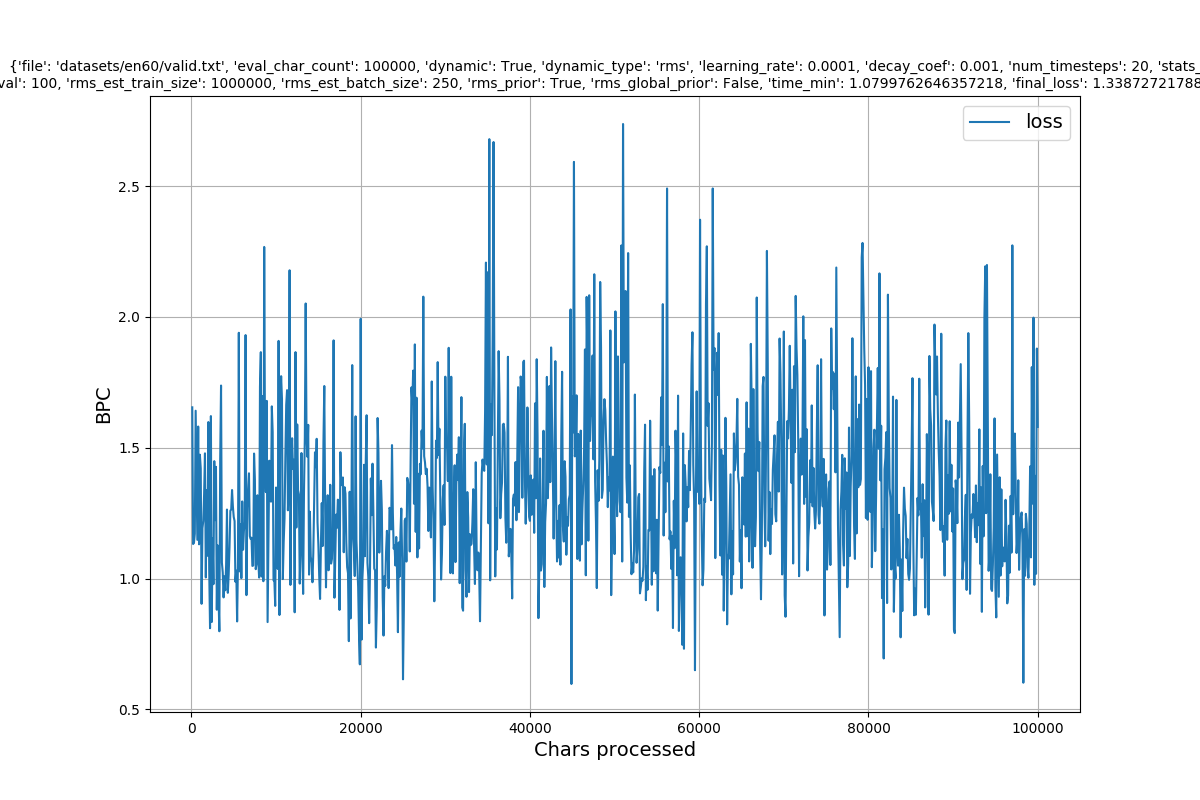 {'file': 'datasets/en60/valid.txt', 'eval_char_count': 100000, 'dynamic': True, 'dynamic_type': 'rms', 'learning_rate': 0.0001, 'decay_coef': 0.001, 'num_timesteps': 20, 'stats_
val': 100, 'rms_est_train_size': 1000000, 'rms_est_batch_size': 250, 'rms_prior': True, 'rms_global_prior': False, 'time_min': 1.0799762646357218, 'final_loss': 1.33872721788
loss
2.5
2.0
1.5
1.0
0.5
BPC
0 20000 40000 60000 80000 100000
Chars processed